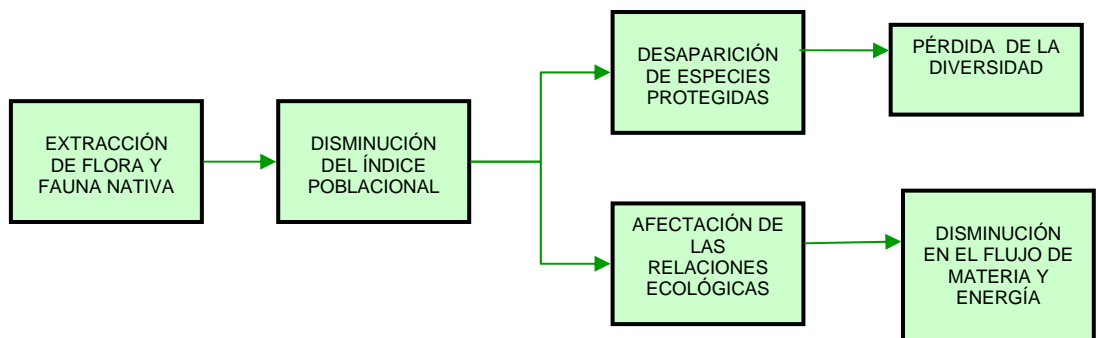 EXTRACCIÓN
DE FLORA Y
FAUNA NATIVA
DISMINUCIÓN
DEL ÍNDICE
POBLACIONAL
DESAPARICIÓN
DE ESPECIES
PROTEGIDAS
PÉRDIDA DE LA
DIVERSIDAD
AFECTACIÓN DE
LAS
RELACIONES
ECOLÓGICAS
DISMINUCIÓN
EN EL FLUJO DE
MATERIA Y
ENERGÍA